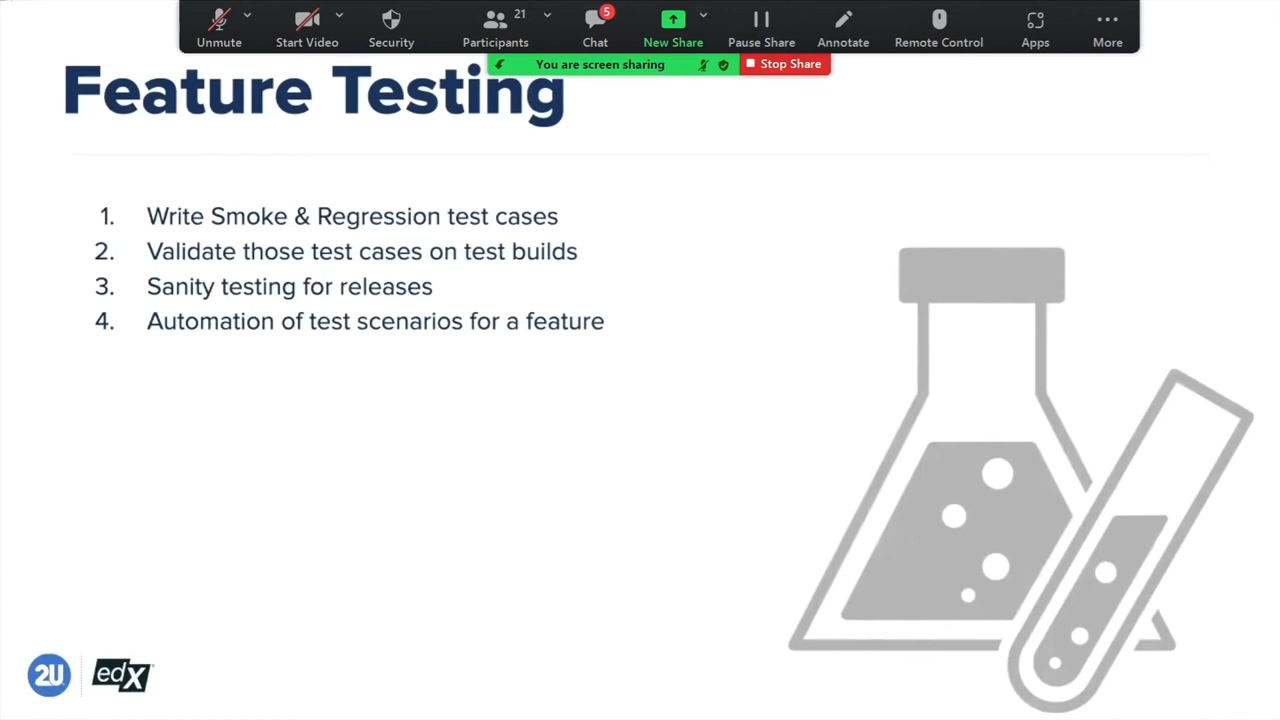 21
5
Unmute
Start Video
Security
Participants
Chat
New Share
Pause Share
Annotate
Remote Control
Apps
More
You are screen sharing
Stop Share
Feature Testing
1. Write Smoke & Regression test cases
2. Validate those test cases on test builds
3. Sanity testing for releases
4. Automation of test scenarios for a feature
2U
edX